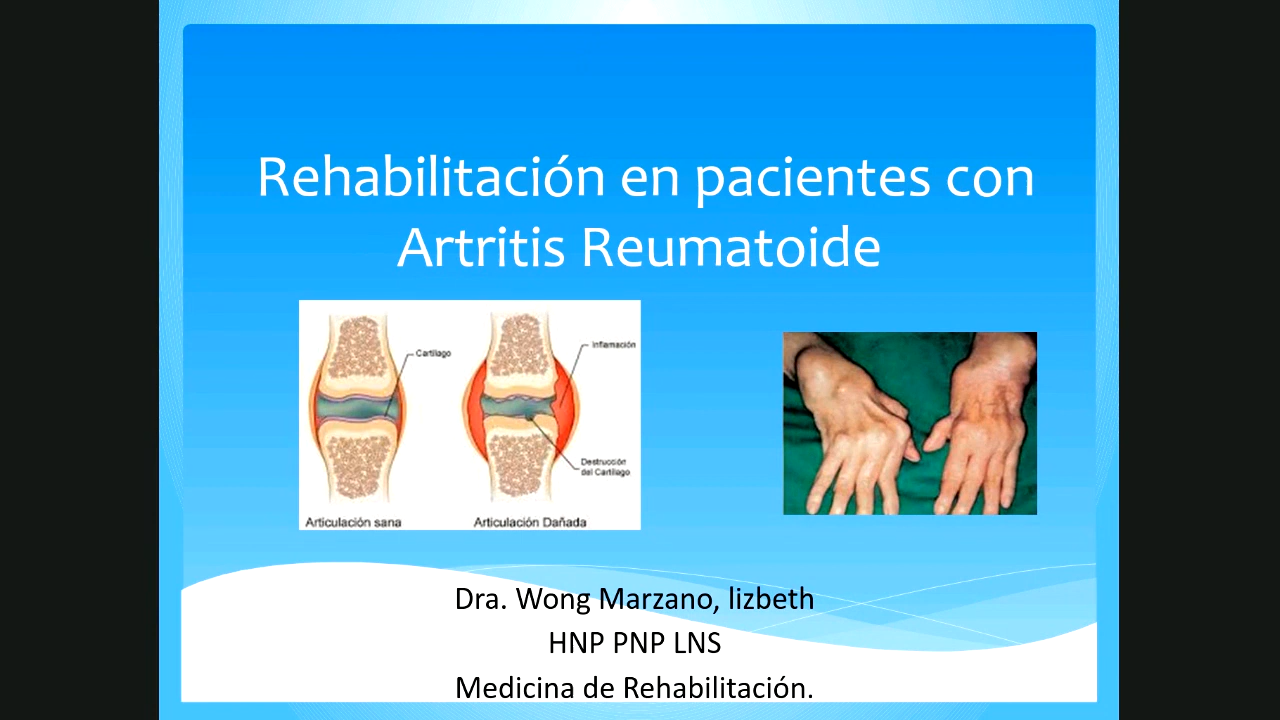 Rehabilitación en pacientes con
Artritis Reumatoide
Cartílago
Inflamación
Destrucción
del Cartílago
Articulación sana
Articulación Dañada
Dra. Wong Marzano, lizbeth
HNP PNP LNS
Medicina de Rehabilitación.